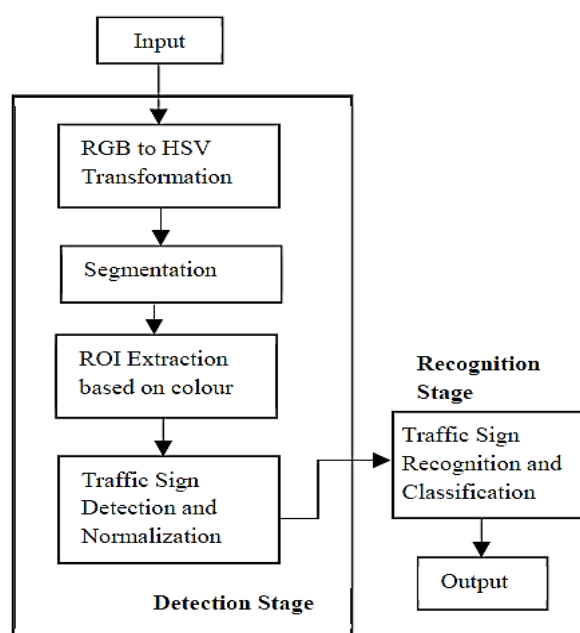 Input
RGB to HSV
Transformation
Segmentation
ROI Extraction
based on colour
Traffic Sign
Detection and
Normalization
Detection Stage
Recognition
Stage
Traffic Sign
Recognition and
Classification
Output